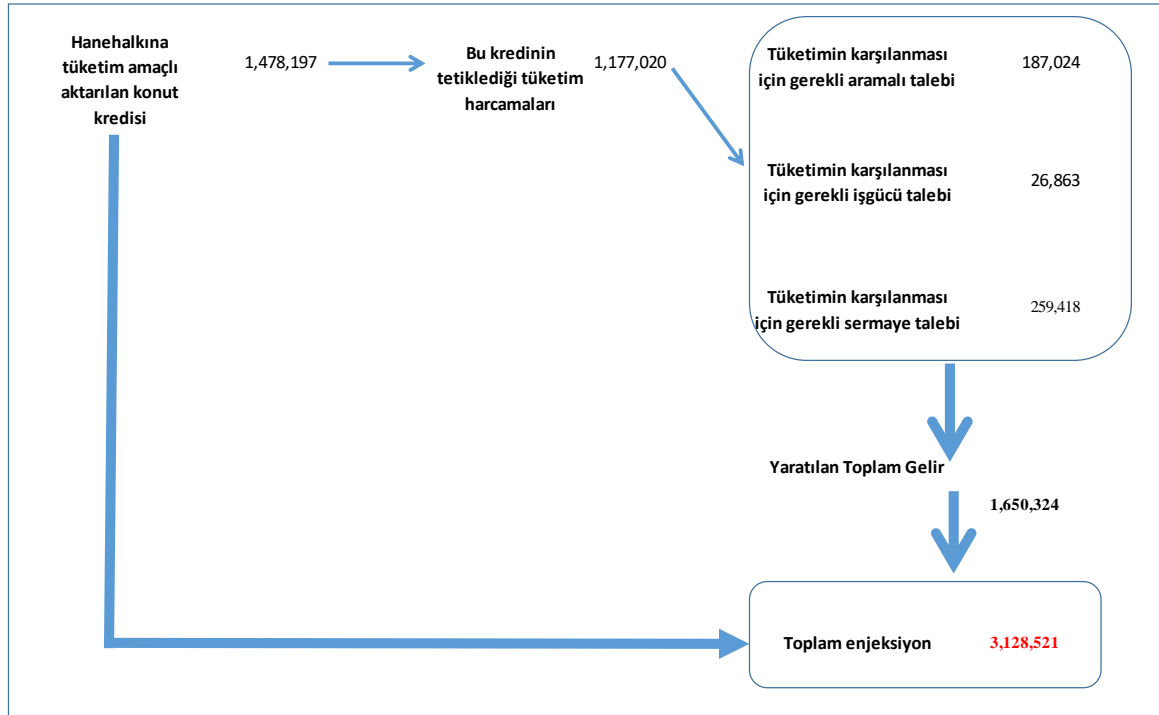 Hanehalkına
tüketim amaçlı
aktarılan konut
kredisi
1,478,197
Bu kredinin
tetiklediği tüketim
harcamaları
1,177,020
Tüketimin karşılanması
için gerekli aramalı talebi
187,024
Tüketimin karşılanması
için gerekli işgücü talebi
26,863
Tüketimin karşılanması
için gerekli sermaye talebi
259,418
Yaratılan Toplam Gelir
1,650,324
Toplam enjeksiyon
3,128,521